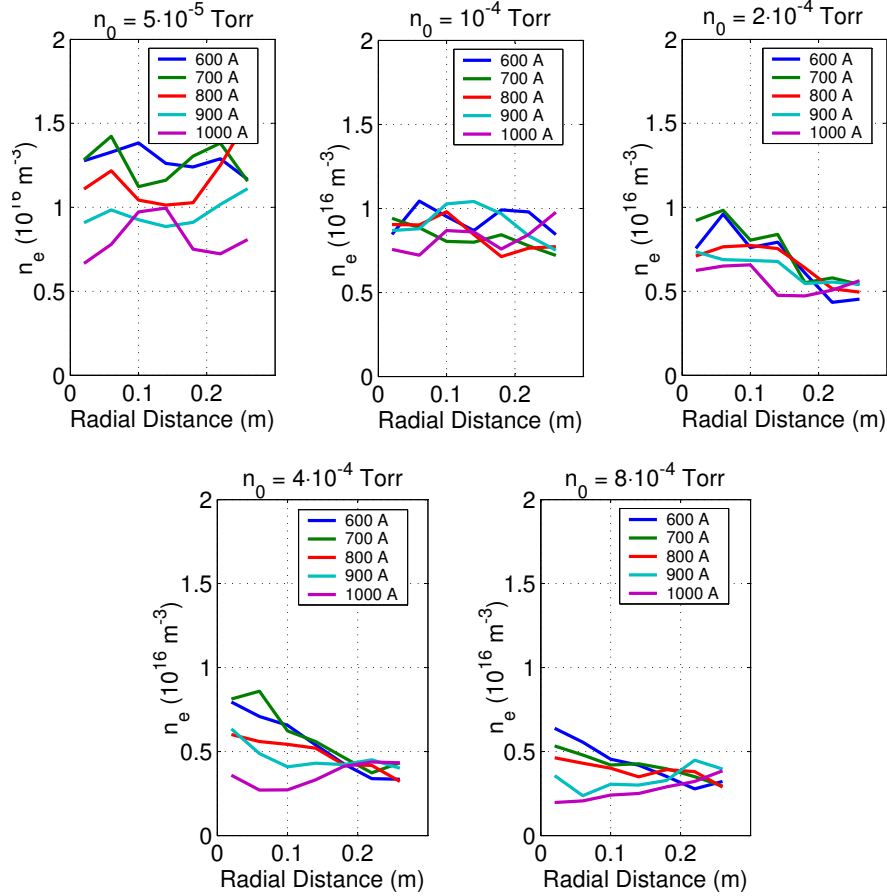 n₀ = 5·10⁻⁵ Torr
2
1.5
1
0.5
0
nₑ (10¹⁶ m⁻³)
600 A
700 A
800 A
900 A
1000 A
0 0.1 0.2
Radial Distance (m)
n₀ = 10⁻⁴ Torr
2
1.5
1
0.5
0
nₑ (10¹⁶ m⁻³)
600 A
700 A
800 A
900 A
1000 A
0 0.1 0.2
Radial Distance (m)
n₀ = 2·10⁻⁴ Torr
2
1.5
1
0.5
0
nₑ (10¹⁶ m⁻³)
600 A
700 A
800 A
900 A
1000 A
0 0.1 0.2
Radial Distance (m)
n₀ = 4·10⁻⁴ Torr
2
1.5
1
0.5
0
nₑ (10¹⁶ m⁻³)
600 A
700 A
800 A
900 A
1000 A
0 0.1 0.2
Radial Distance (m)
n₀ = 8·10⁻⁴ Torr
2
1.5
1
0.5
0
nₑ (10¹⁶ m⁻³)
600 A
700 A
800 A
900 A
1000 A
0 0.1 0.2
Radial Distance (m)